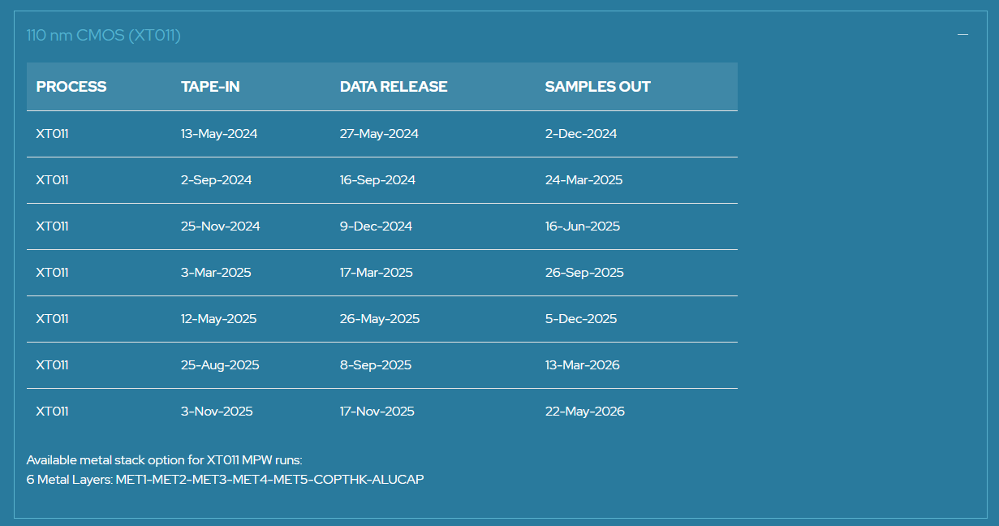 110 nm CMOS (XT011)
PROCESS TAPE-IN DATA RELEASE SAMPLES OUT
XT011 13-May-2024 27-May-2024 2-Dec-2024
XT011 2-Sep-2024 16-Sep-2024 24-Mar-2025
XT011 25-Nov-2024 9-Dec-2024 16-Jun-2025
XT011 3-Mar-2025 17-Mar-2025 26-Sep-2025
XT011 12-May-2025 26-May-2025 5-Dec-2025
XT011 25-Aug-2025 8-Sep-2025 13-Mar-2026
XT011 3-Nov-2025 17-Nov-2025 22-May-2026
Available metal stack option for XT011 MPW runs:
6 Metal Layers: MET1-MET2-MET3-MET4-MET5-COPTHK-ALUCAP